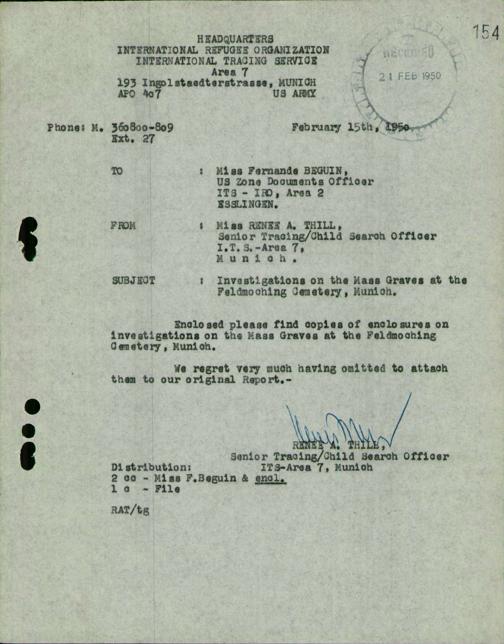 154
HEADQUARTERS
INTERNATIONAL REFUGEE ORGANIZATION
INTERNATIONAL TRACING SERVICE
Area 7
193 Ingolstaedterstrasse, MUNICH
APO 407 US ARMY
RECEIVED
21 FEB 1950
Phone: M. 360800-809 February 15th, 1950.
Ext. 27
TO : Miss Fernande BEGUIN,
US Zone Documents Officer
ITS - IRO, Area 2
ESSLINGEN.
FROM : Miss RENEE A. THILL,
Senior Tracing/Child Search Officer
I.T.S.-Area 7,
M u n i c h .
SUBJECT : Investigations on the Mass Graves at the
Feldmoching Cemetery, Munich.
Enclosed please find copies of enclosures on
investigations on the Mass Graves at the Feldmoching
Cemetery, Munich.
We regret very much having omitted to attach
them to our original Report.-
RENEE A. THILL,
Senior Tracing/Child Search Officer
Distribution: ITS-Area 7, Munich
2 cc - Miss F.Beguin & encl.
1 c - File
RAT/tg